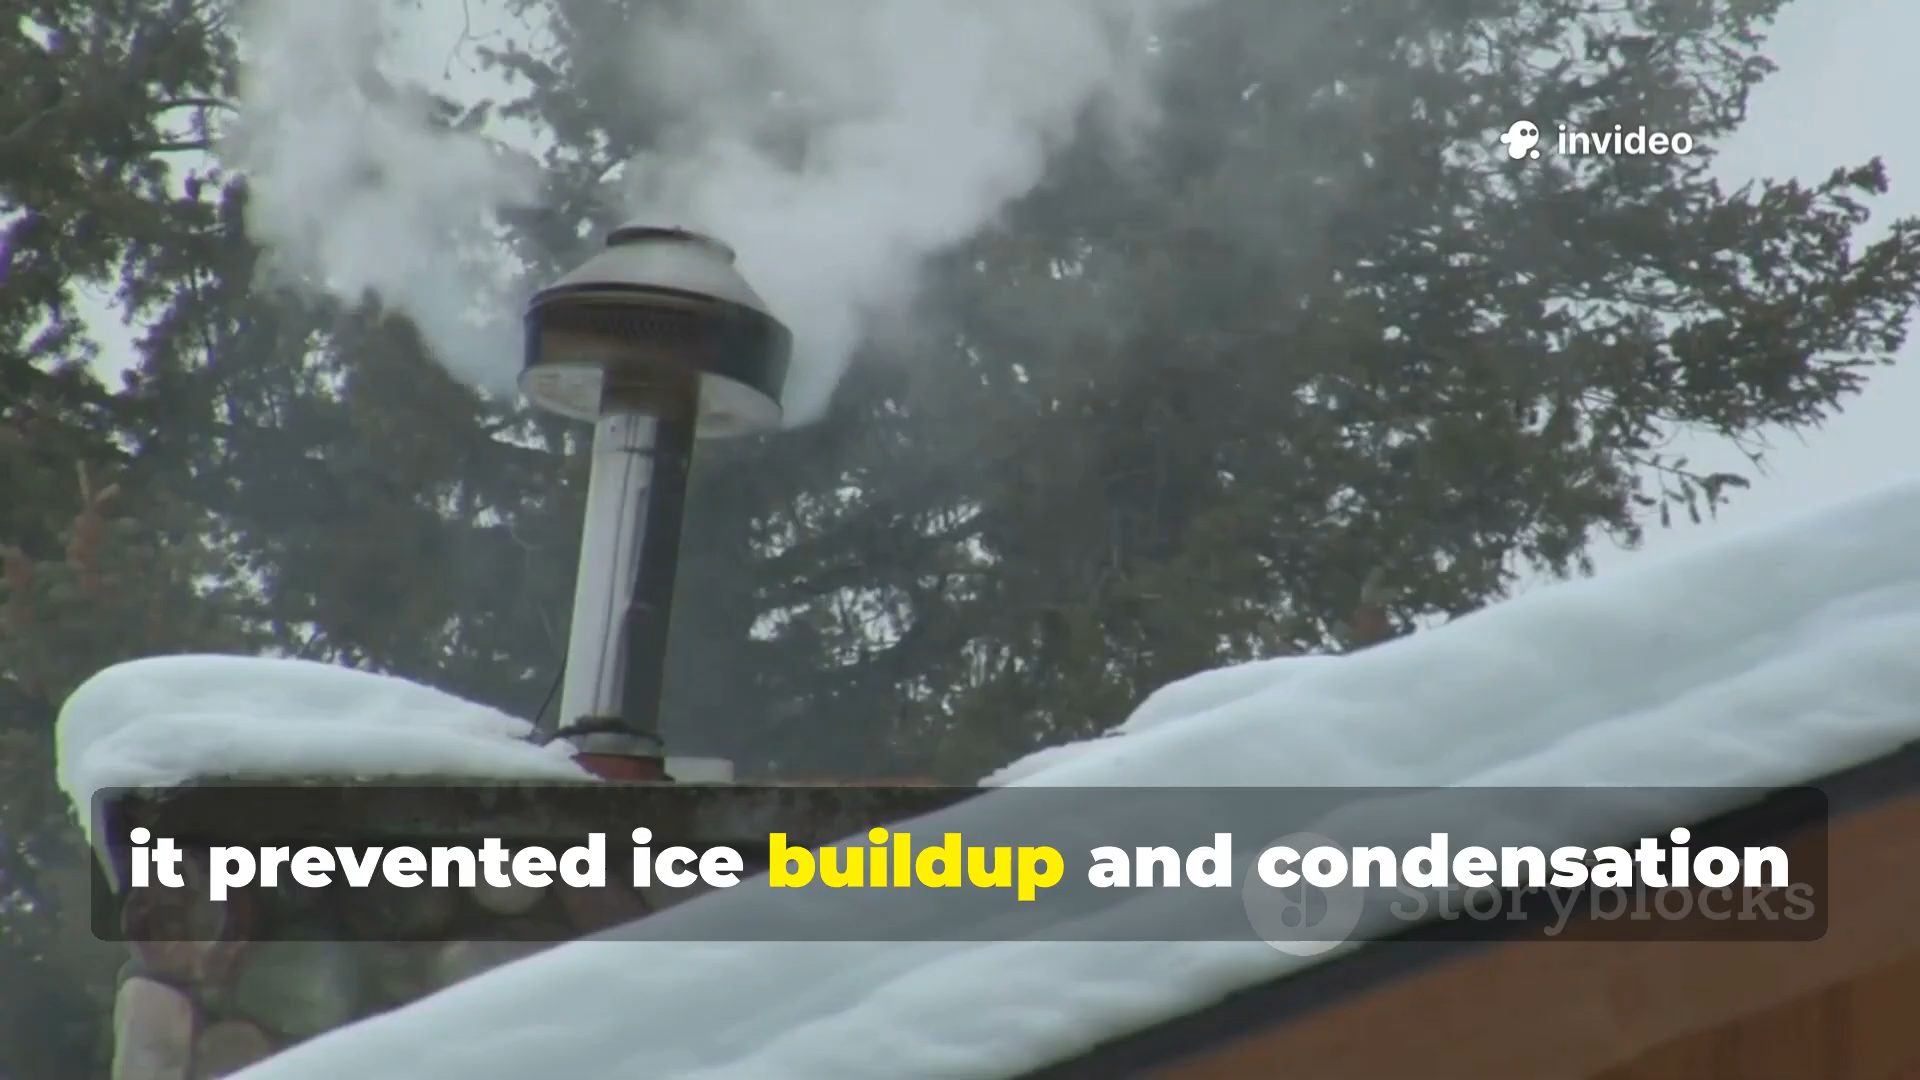 invideo
it prevented ice buildup and condensation
Storyblocks